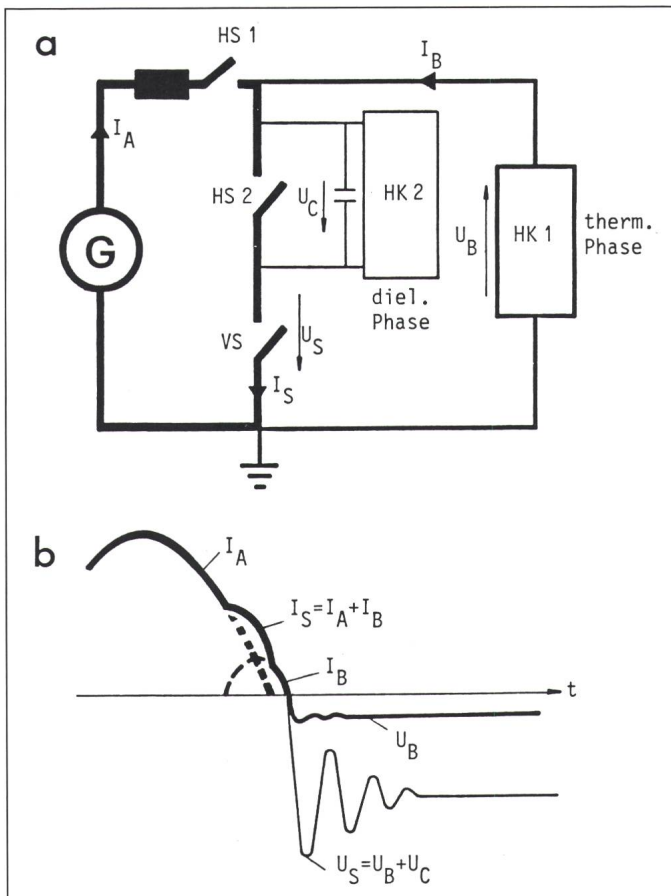 a
HS 1
I_B
I_A
HS 2
U_C
HK 2
U_B
HK 1
therm.
Phase
G
diel.
Phase
VS
U_S
I_S
b
I_A
I_S=I_A+I_B
I_B
t
U_B
U_S=U_B+U_C